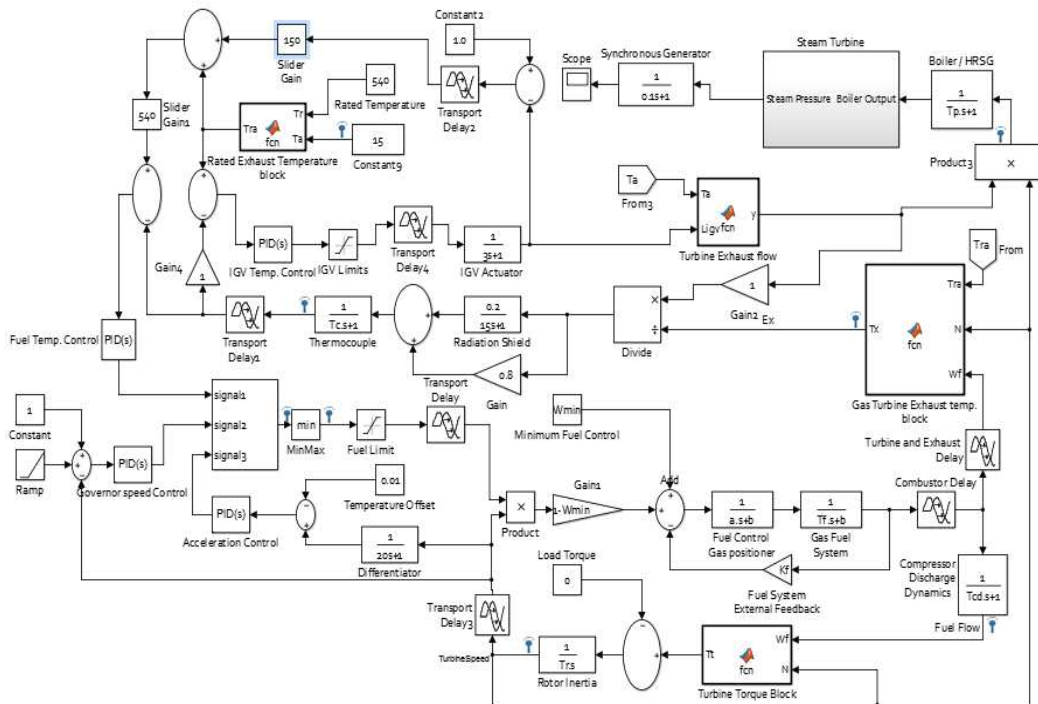 Constant2
1.0
150
Slider
Gain
540
Slider
Gain1
540
Tr
Rated Temperature
Tra
fcn
Ta
15
Rated Exhaust Temperature
block
Constant9
Transport
Delay2
Scope
Synchronous Generator
1
0.1s+1
Steam Turbine
Steam Pressure Boiler Output
Boiler / HRSG
1
Tp.s+1
Product3
×
Ta
From3
Ta
y
Ligv
fcn
Turbine Exhaust flow
Tra
From
PID(s)
IGV Temp. Control
IGV Limits
Transport
Delay4
1
3s+1
IGV Actuator
Gain4
1
1
Gain2
Ex
×
÷
Divide
0.2
15s+1
Radiation Shield
1
Tc.s+1
Thermocouple
Transport
Delay1
0.8
Gain
Tra
Tx
fcn
N
Wf
Gas Turbine Exhaust temp.
block
Fuel Temp. Control
PID(s)
signal1
signal2
signal3
min
MinMax
Fuel Limit
Transport
Delay
Wmin
Minimum Fuel Control
Turbine and Exhaust
Delay
1
Constant
Ramp
PID(s)
Governor speed Control
0.01
Temperature Offset
PID(s)
Acceleration Control
1
20s+1
Differentiator
×
Product
Gain1
1-Wmin
Add
1
a.s+b
Fuel Control
Gas positioner
1
Tf.s+b
Gas Fuel
System
Combustor Delay
Kf
Fuel System
External Feedback
Compressor
Discharge
Dynamics
1
Tcd.s+1
Fuel Flow
Load Torque
0
Transport
Delay3
TurbineSpeed
1
Tr.s
Rotor Inertia
Wf
Tt
fcn
N
Turbine Torque Block